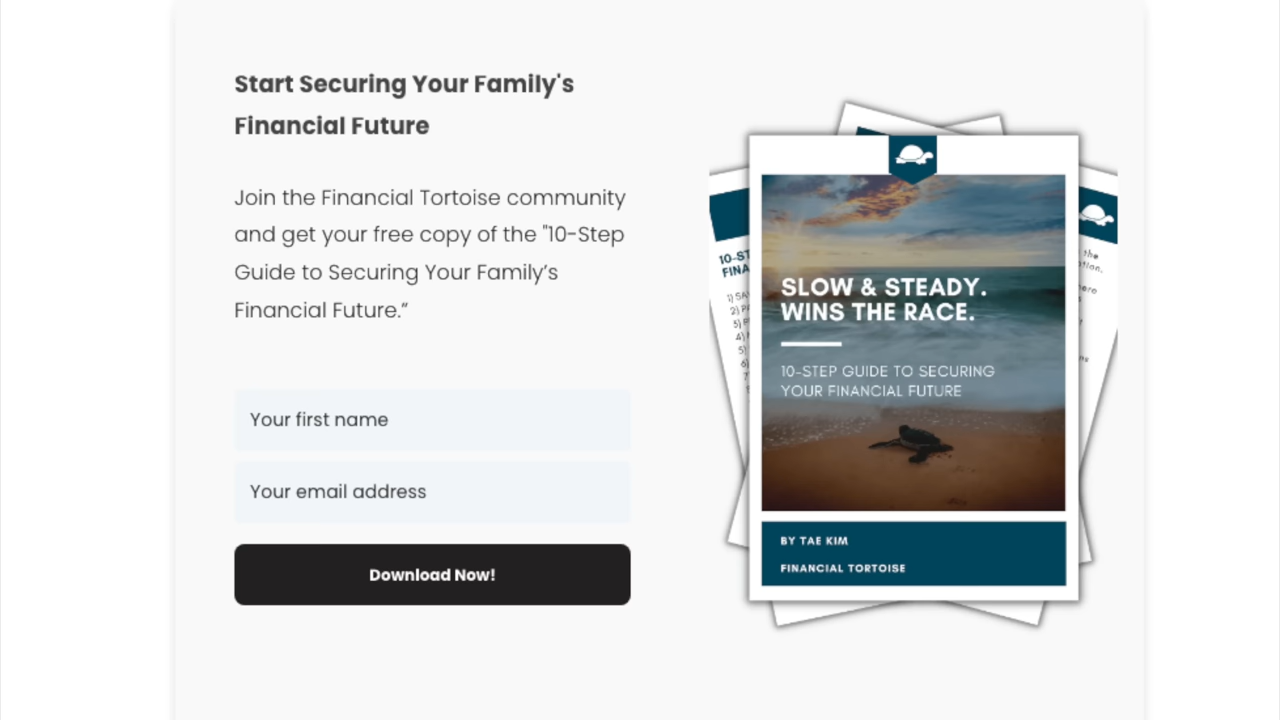 Start Securing Your Family's
Financial Future
Join the Financial Tortoise community
and get your free copy of the "10-Step
Guide to Securing Your Family’s
Financial Future.”
Your first name
Your email address
Download Now!
SLOW & STEADY.
WINS THE RACE.
10-STEP GUIDE TO SECURING
YOUR FINANCIAL FUTURE
BY TAE KIM
FINANCIAL TORTOISE